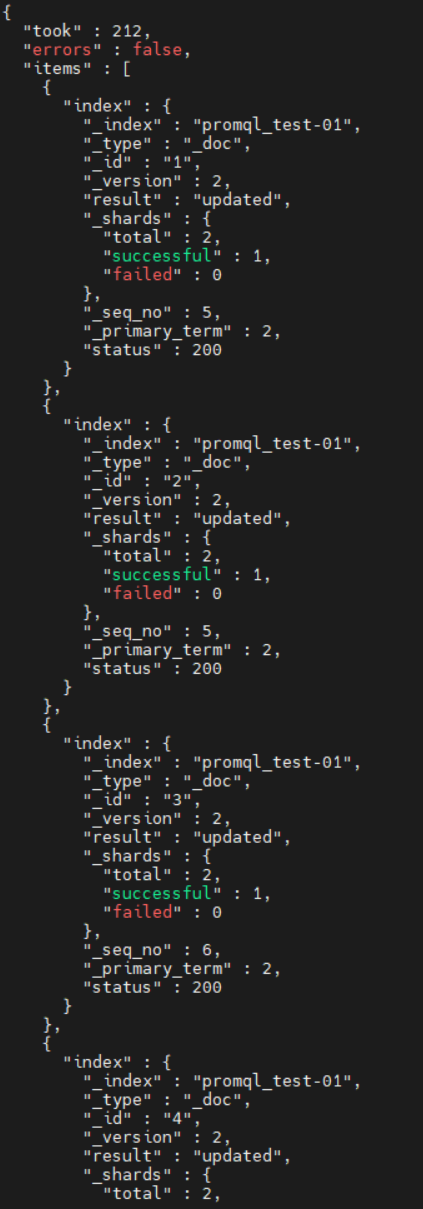 {
  "took" : 212,
  "errors" : false,
  "items" : [
    {
      "index" : {
        "_index" : "promql_test-01",
        "_type" : "_doc",
        "_id" : "1",
        "_version" : 2,
        "result" : "updated",
        "_shards" : {
          "total" : 2,
          "successful" : 1,
          "failed" : 0
        },
        "_seq_no" : 5,
        "_primary_term" : 2,
        "status" : 200
      }
    },
    {
      "index" : {
        "_index" : "promql_test-01",
        "_type" : "_doc",
        "_id" : "2",
        "_version" : 2,
        "result" : "updated",
        "_shards" : {
          "total" : 2,
          "successful" : 1,
          "failed" : 0
        },
        "_seq_no" : 5,
        "_primary_term" : 2,
        "status" : 200
      }
    },
    {
      "index" : {
        "_index" : "promql_test-01",
        "_type" : "_doc",
        "_id" : "3",
        "_version" : 2,
        "result" : "updated",
        "_shards" : {
          "total" : 2,
          "successful" : 1,
          "failed" : 0
        },
        "_seq_no" : 6,
        "_primary_term" : 2,
        "status" : 200
      }
    },
    {
      "index" : {
        "_index" : "promql_test-01",
        "_type" : "_doc",
        "_id" : "4",
        "_version" : 2,
        "result" : "updated",
        "_shards" : {
          "total" : 2,